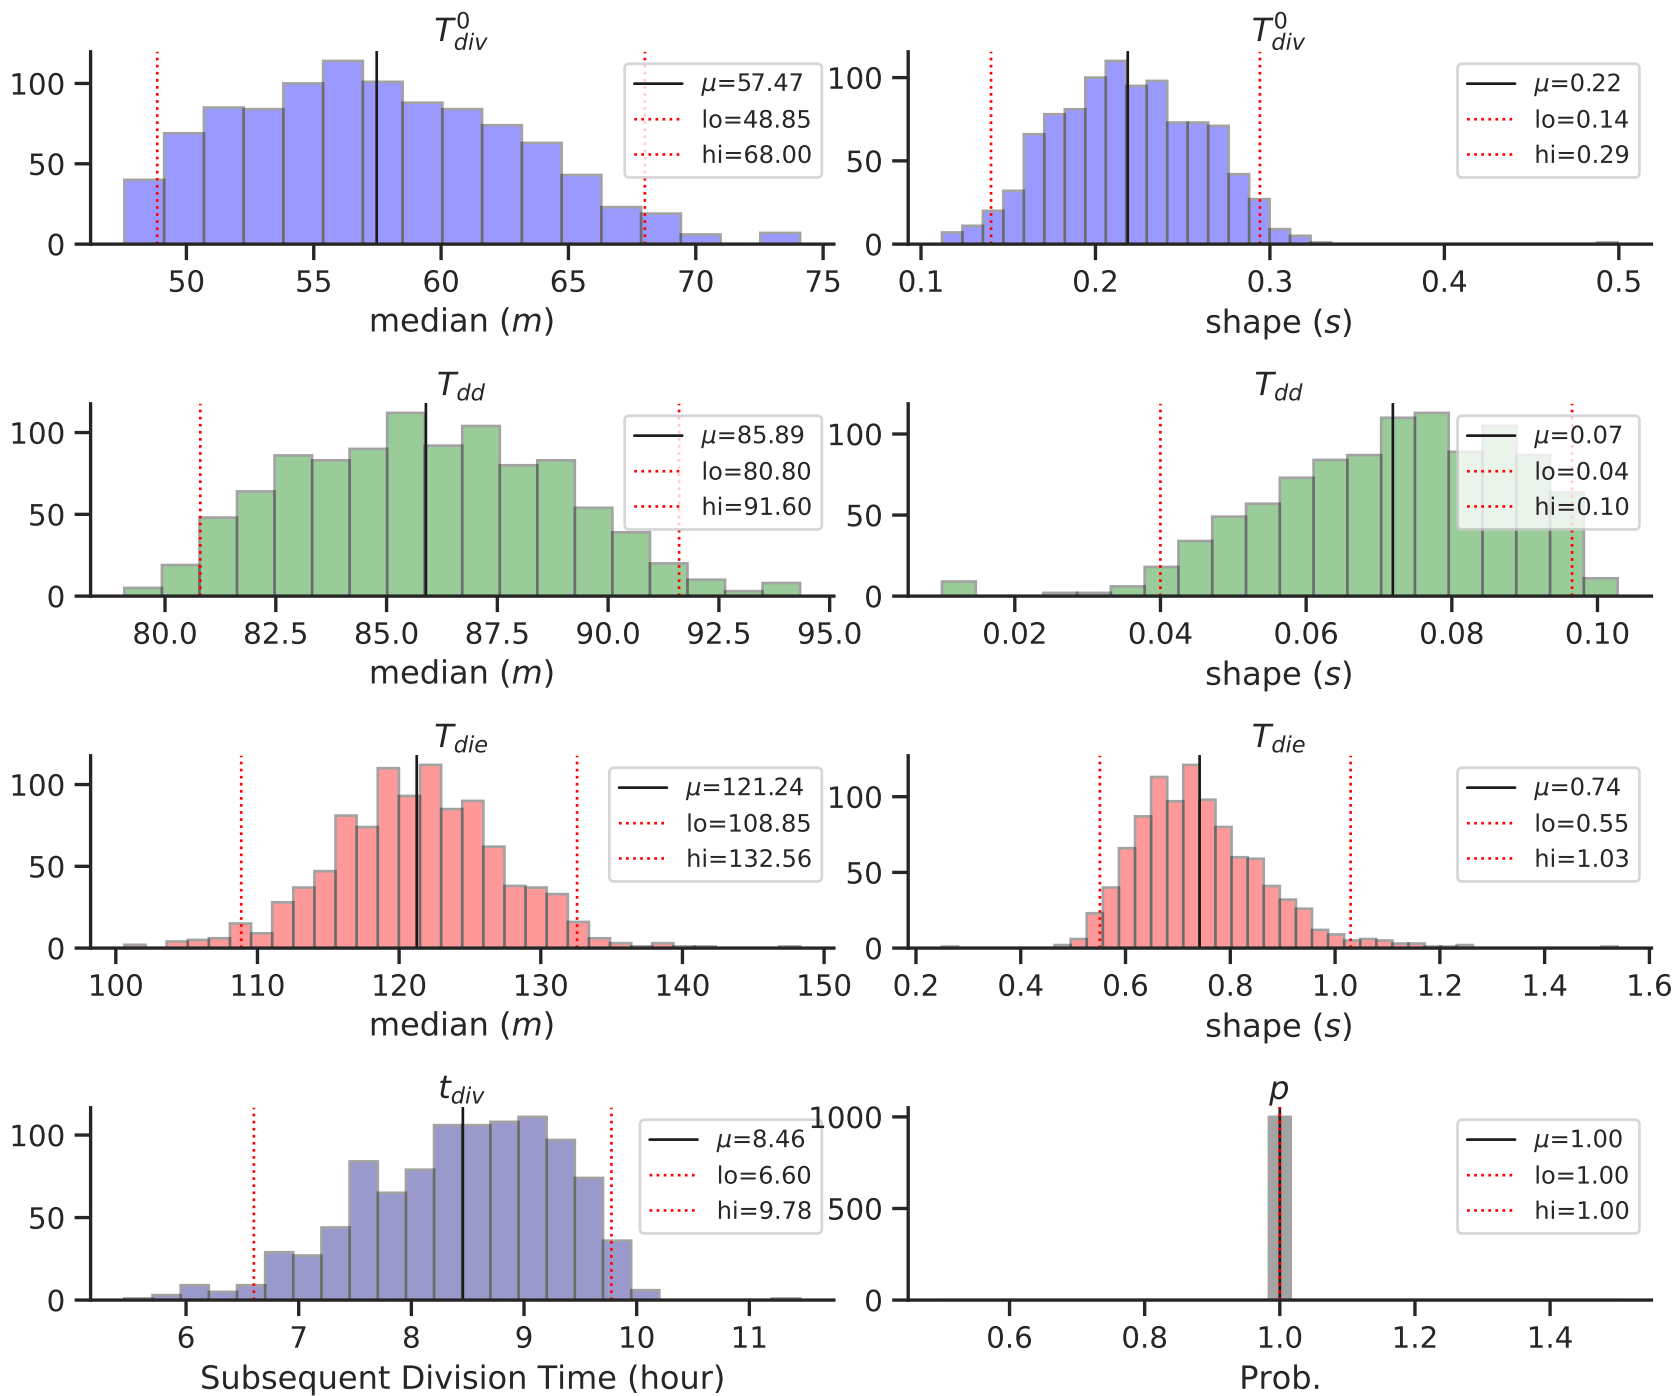 T⁰div
100
50
0
μ=57.47
lo=48.85
hi=68.00
50 55 60 65 70 75
median (m)
T⁰div
100
50
0
μ=0.22
lo=0.14
hi=0.29
0.1 0.2 0.3 0.4 0.5
shape (s)
Tdd
100
50
0
μ=85.89
lo=80.80
hi=91.60
80.0 82.5 85.0 87.5 90.0 92.5 95.0
median (m)
Tdd
100
50
0
μ=0.07
lo=0.04
hi=0.10
0.02 0.04 0.06 0.08 0.10
shape (s)
Tdie
100
50
0
μ=121.24
lo=108.85
hi=132.56
100 110 120 130 140 150
median (m)
Tdie
100
50
0
μ=0.74
lo=0.55
hi=1.03
0.2 0.4 0.6 0.8 1.0 1.2 1.4 1.6
shape (s)
tdiv
100
50
0
μ=8.46
lo=6.60
hi=9.78
6 7 8 9 10 11
Subsequent Division Time (hour)
p
1000
500
0
μ=1.00
lo=1.00
hi=1.00
0.6 0.8 1.0 1.2 1.4
Prob.